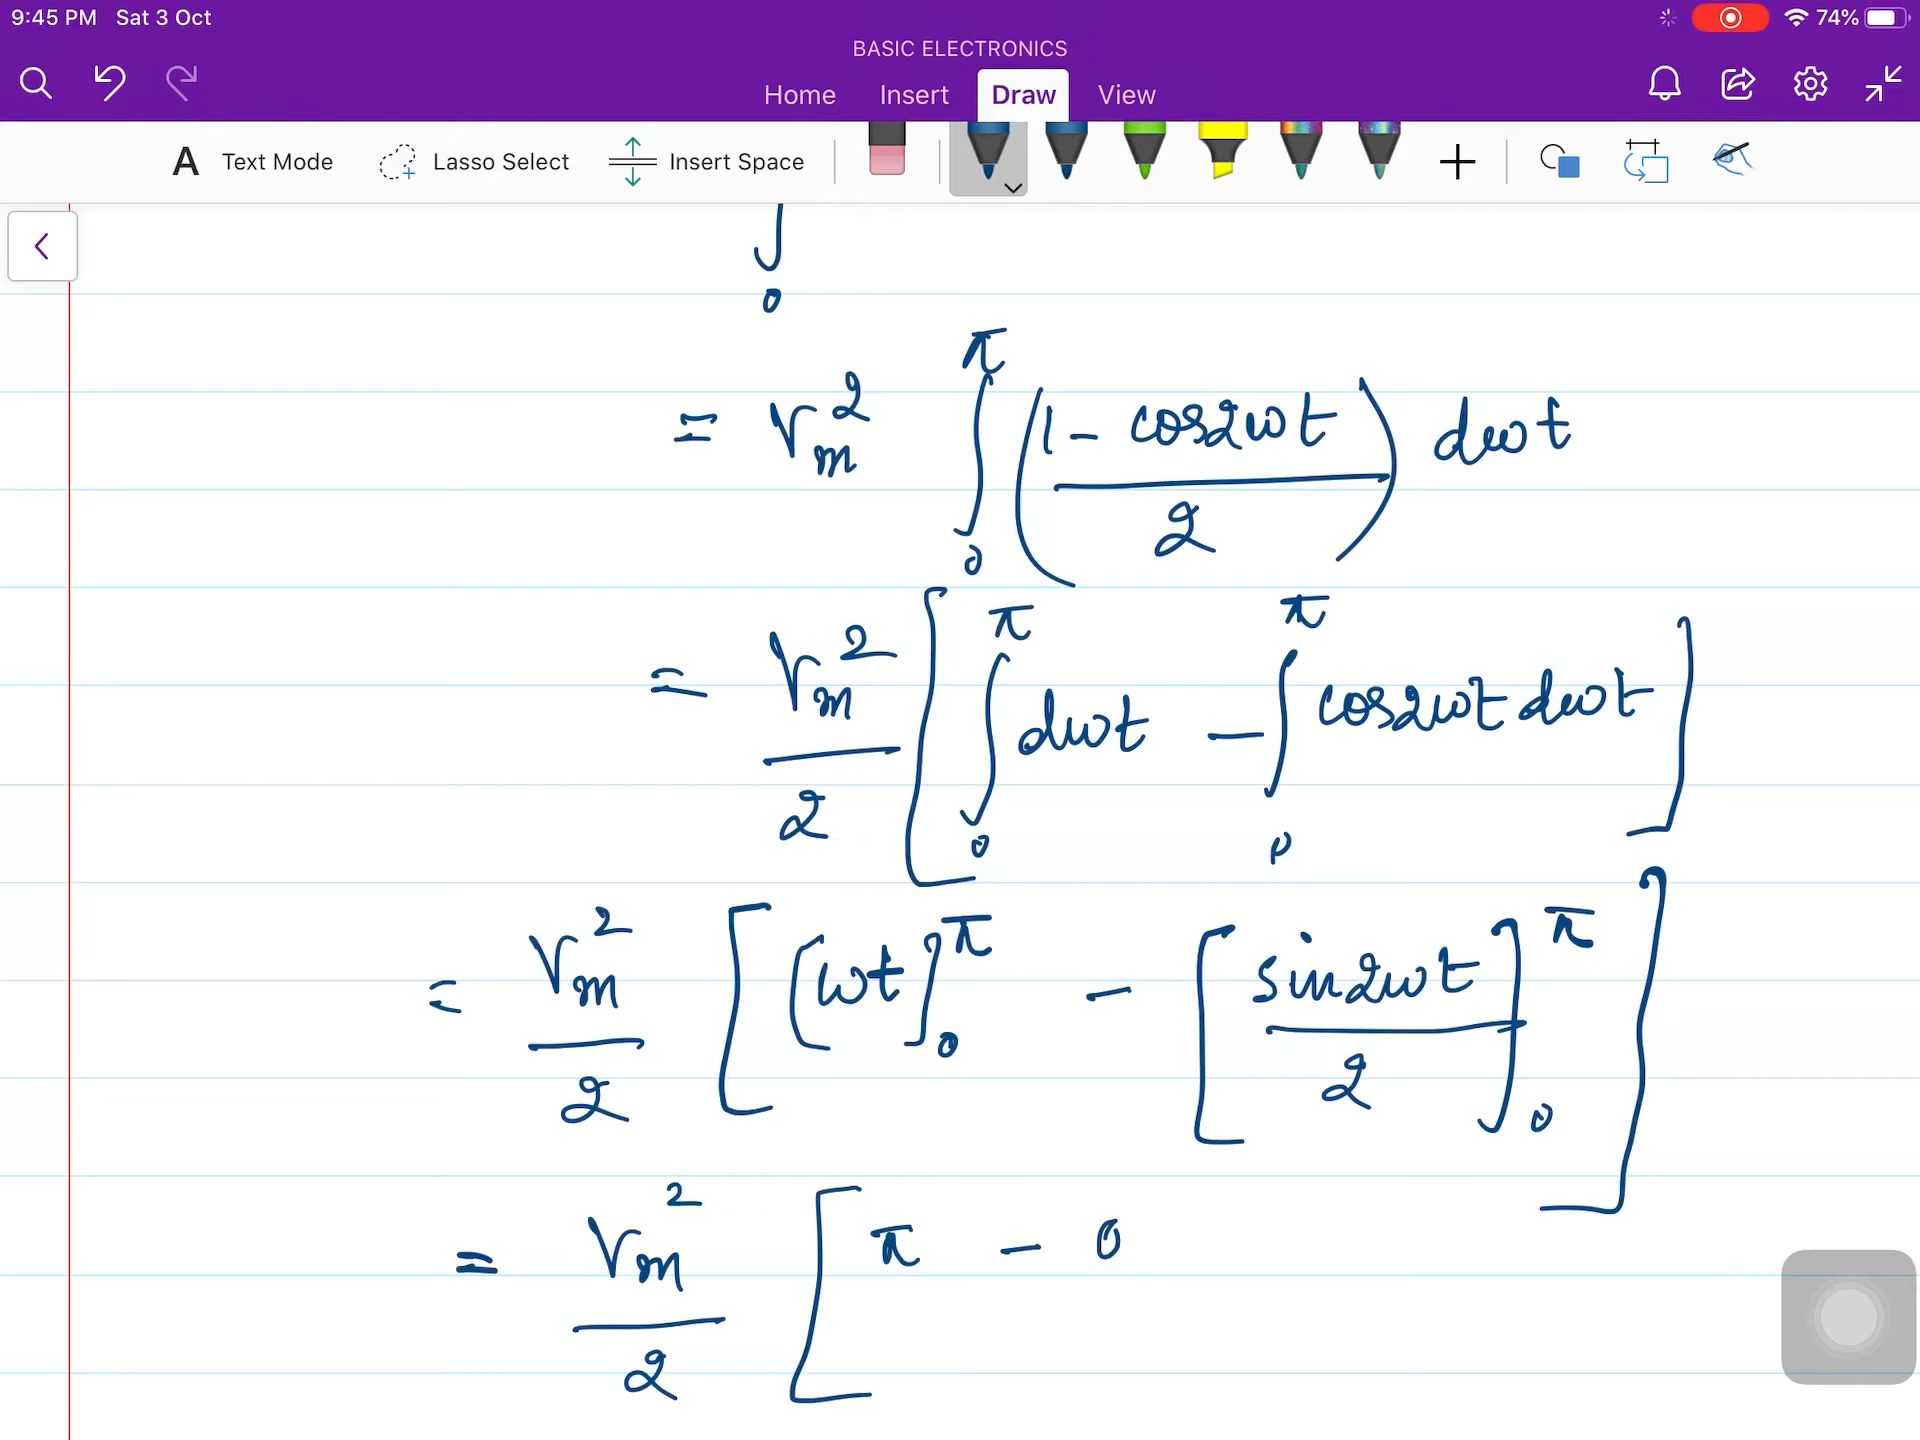 9:45 PM Sat 3 Oct 74%
BASIC ELECTRONICS
Home Insert Draw View
A Text Mode Lasso Select Insert Space
∫ 0
= Vm² ∫ 0 π (1 - cos2ωt / 2) dωt
= Vm² / 2 [ ∫ 0 π dωt - ∫ 0 π cos2ωt dωt ]
= Vm² / 2 [ [ωt] 0 π - [ sin2ωt / 2 ] 0 π ]
= Vm² / 2 [ π - 0